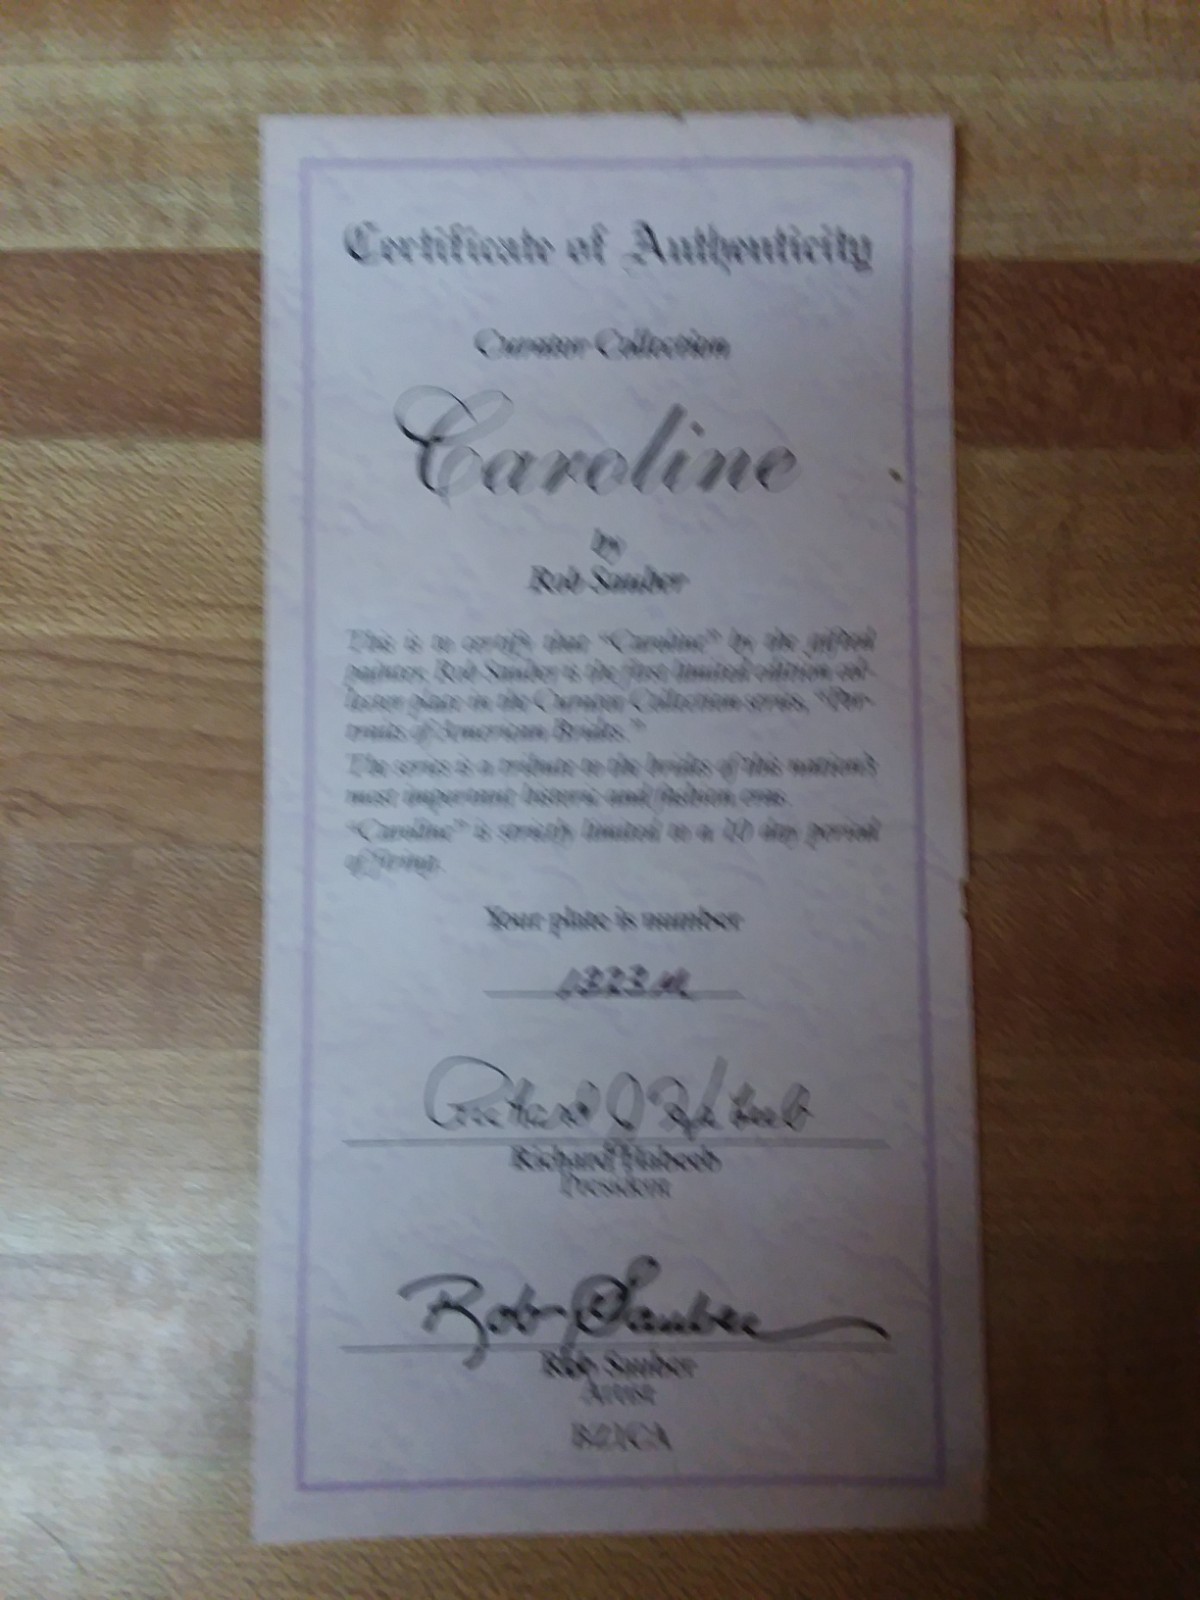 Certificate of Authenticity
Curator Collection
Caroline
by
Rob Sauber
This is to certify that "Caroline" by the gifted
painter, Rob Sauber is the first limited edition col-
lector plate in the Curator Collection series, "Por-
traits of American Brides."
The series is a tribute to the brides of this nation's
most important historic and fashion eras.
"Caroline" is strictly limited to a 10 day period
of firing.
Your plate is number
1323 M
Richard J Habeeb
Richard Habeeb
President
Rob Sauber
Rob Sauber
Artist